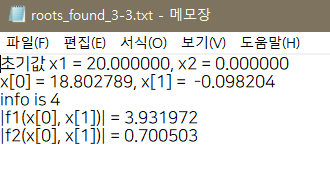 roots_found_3-3.txt - 메모장
파일(F) 편집(E) 서식(O) 보기(V) 도움말(H)
초기값 x1 = 20.000000, x2 = 0.000000
x[0] = 18.802789, x[1] = -0.098204
info is 4
|f1(x[0], x[1])| = 3.931972
|f2(x[0], x[1])| = 0.700503